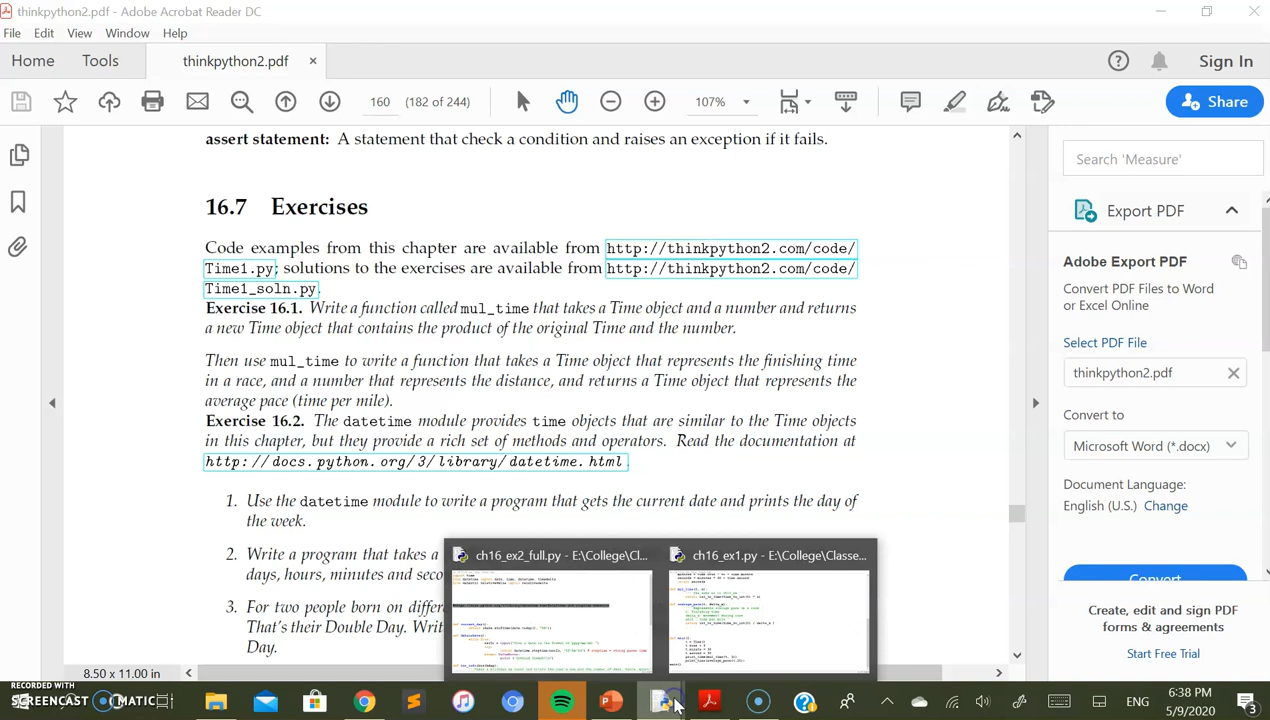 thinkpython2.pdf - Adobe Acrobat Reader DC
File Edit View Window Help
Home Tools thinkpython2.pdf × Sign In
160 (182 of 244) 107% Share
assert statement: A statement that check a condition and raises an exception if it fails.
16.7 Exercises
Code examples from this chapter are available from http://thinkpython2.com/code/
Time1.py; solutions to the exercises are available from http://thinkpython2.com/code/
Time1_soln.py.
Exercise 16.1. Write a function called mul_time that takes a Time object and a number and returns
a new Time object that contains the product of the original Time and the number.
Then use mul_time to write a function that takes a Time object that represents the finishing time
in a race, and a number that represents the distance, and returns a Time object that represents the
average pace (time per mile).
Exercise 16.2. The datetime module provides time objects that are similar to the Time objects
in this chapter, but they provide a rich set of methods and operators. Read the documentation at
http://docs.python.org/3/library/datetime.html.
1. Use the datetime module to write a program that gets the current date and prints the day of
the week.
2. Write a program that takes a
days, hours, minutes and seco
3. For two people born on differ
That's their Double Day. Writ
Day.
8.50 x 11.00 in
Search 'Measure'
Export PDF
Adobe Export PDF
Convert PDF Files to Word
or Excel Online
Select PDF File
thinkpython2.pdf
Convert to
Microsoft Word (*.docx)
Document Language:
English (U.S.) Change
Convert
Create, edit and sign PDF
forms & agreements
Start Free Trial
ch16_ex2_full.py - E:\College\Cl...
ch16_ex1.py - E:\College\Classe...
RECORDED WITH
SCREENCAST MATIC
ENG
6:38 PM
5/9/2020
3